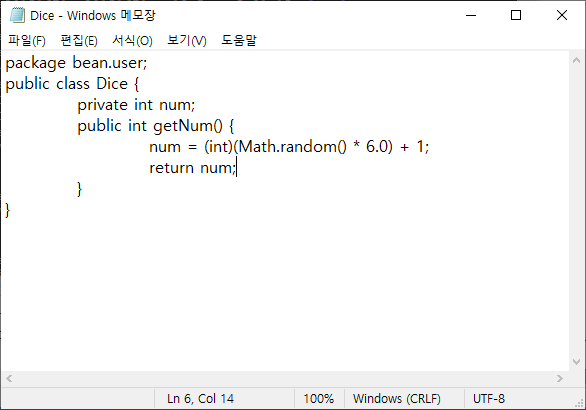 Dice - Windows 메모장
파일(F) 편집(E) 서식(O) 보기(V) 도움말
package bean.user;
public class Dice {
private int num;
public int getNum() {
num = (int)(Math.random() * 6.0) + 1;
return num;
}
}
Ln 6, Col 14 100% Windows (CRLF) UTF-8